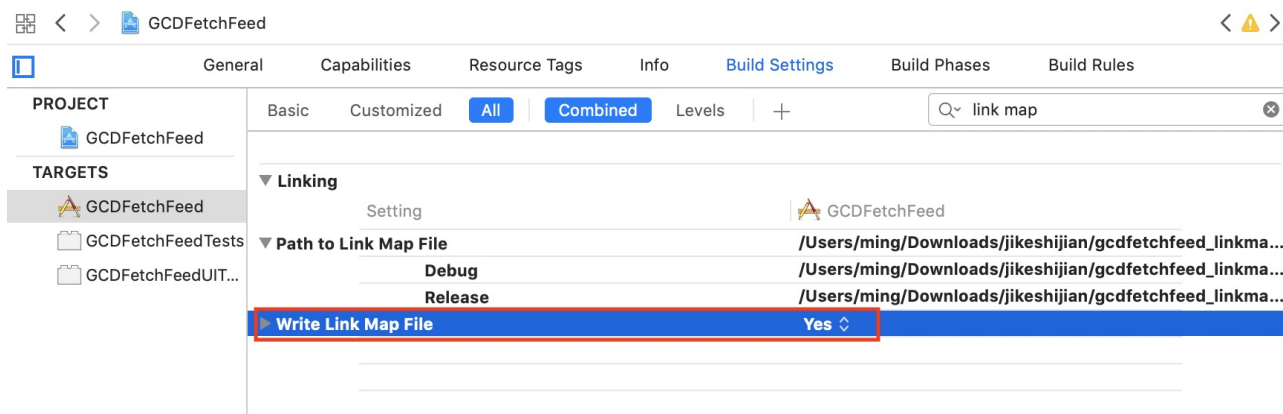 GCDFetchFeed
General Capabilities Resource Tags Info Build Settings Build Phases Build Rules
PROJECT
GCDFetchFeed
TARGETS
GCDFetchFeed
GCDFetchFeedTests
GCDFetchFeedUIT...
Basic Customized All Combined Levels + link map
Linking
Setting GCDFetchFeed
Path to Link Map File /Users/ming/Downloads/jikeshijian/gcdfetchfeed_linkma...
Debug /Users/ming/Downloads/jikeshijian/gcdfetchfeed_linkma...
Release /Users/ming/Downloads/jikeshijian/gcdfetchfeed_linkma...
Write Link Map File Yes